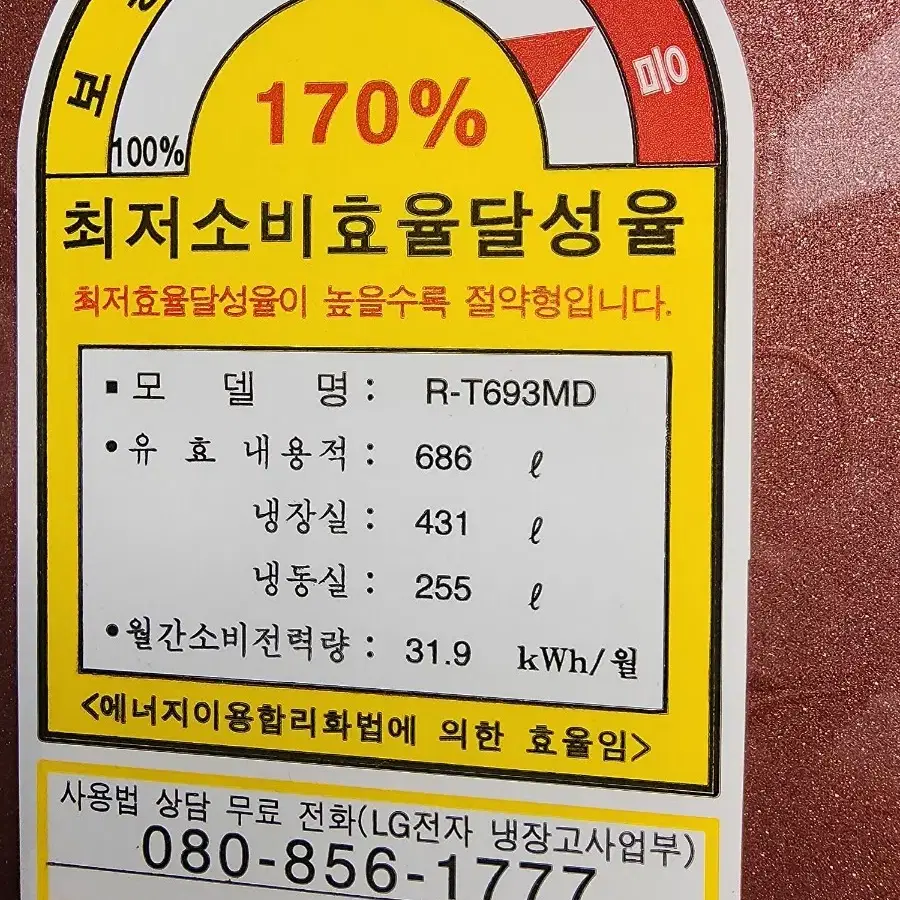 보
음
100%
170%
최저소비효율달성율
최저효율달성율이 높을수록 절약형입니다.
▪ 모 델 명 : R-T693MD
• 유 효 내용적 : 686 ℓ
냉장실 : 431 ℓ
냉동실 : 255 ℓ
• 월간소비전력량 : 31.9 kWh/월
<에너지이용합리화법에 의한 효율임>
사용법 상담 무료 전화(LG전자 냉장고사업부)
080-856-1777